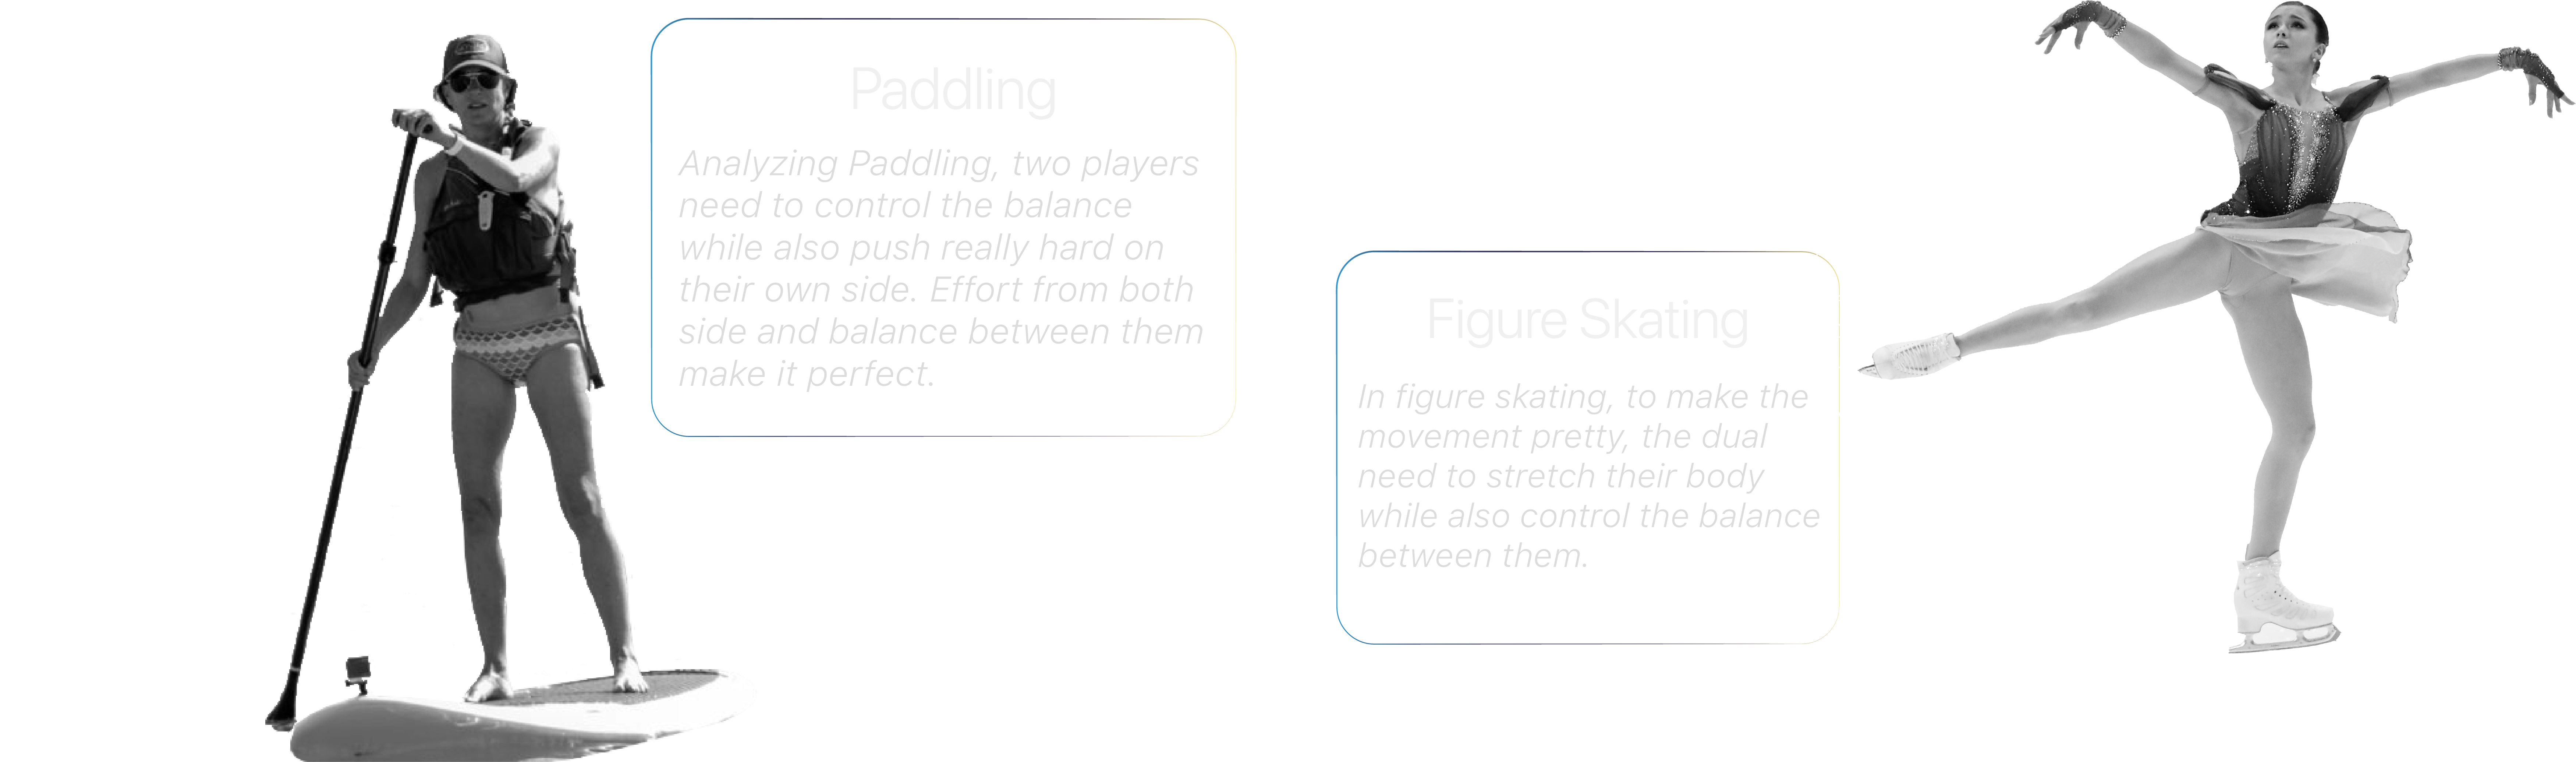 Paddling
Analyzing Paddling, two players
need to control the balance
while also push really hard on
their own side. Effort from both
side and balance between them
make it perfect.
Figure Skating
In figure skating, to make the
movement pretty, the dual
need to stretch their body
while also control the balance
between them.